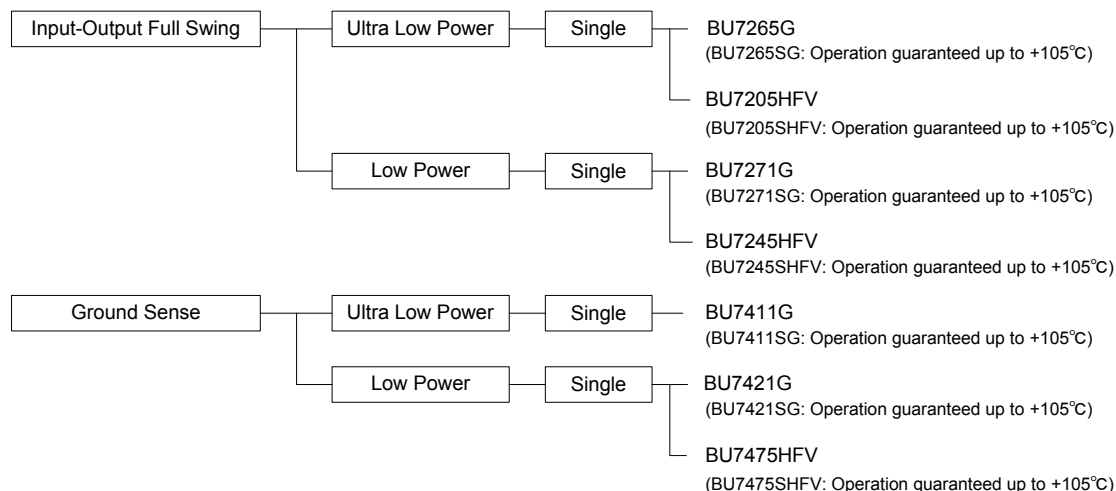 Input-Output Full Swing
Ultra Low Power
Single
BU7265G
(BU7265SG: Operation guaranteed up to +105°C)
BU7205HFV
(BU7205SHFV: Operation guaranteed up to +105°C)
Low Power
Single
BU7271G
(BU7271SG: Operation guaranteed up to +105°C)
BU7245HFV
(BU7245SHFV: Operation guaranteed up to +105°C)
Ground Sense
Ultra Low Power
Single
BU7411G
(BU7411SG: Operation guaranteed up to +105°C)
Low Power
Single
BU7421G
(BU7421SG: Operation guaranteed up to +105°C)
BU7475HFV
(BU7475SHFV: Operation guaranteed up to +105°C)